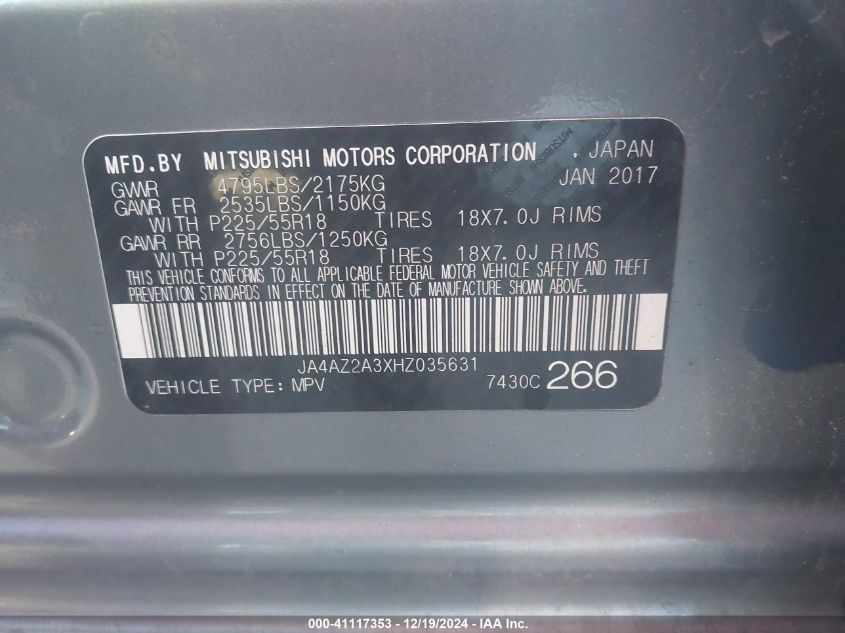 MFD.BY MITSUBISHI MOTORS CORPORATION , JAPAN
GVWR 4795LBS/2175KG JAN 2017
GAWR FR 2535LBS/1150KG
WITH P225/55R18 TIRES 18X7.0J RIMS
GAWR RR 2756LBS/1250KG
WITH P225/55R18 TIRES 18X7.0J RIMS
THIS VEHICLE CONFORMS TO ALL APPLICABLE FEDERAL MOTOR VEHICLE SAFETY AND THEFT
PREVENTION STANDARDS IN EFFECT ON THE DATE OF MANUFACTURE SHOWN ABOVE.
JA4AZ2A3XHZ035631
VEHICLE TYPE: MPV 7430C 266
000-41117353 - 12/19/2024 - IAA Inc.